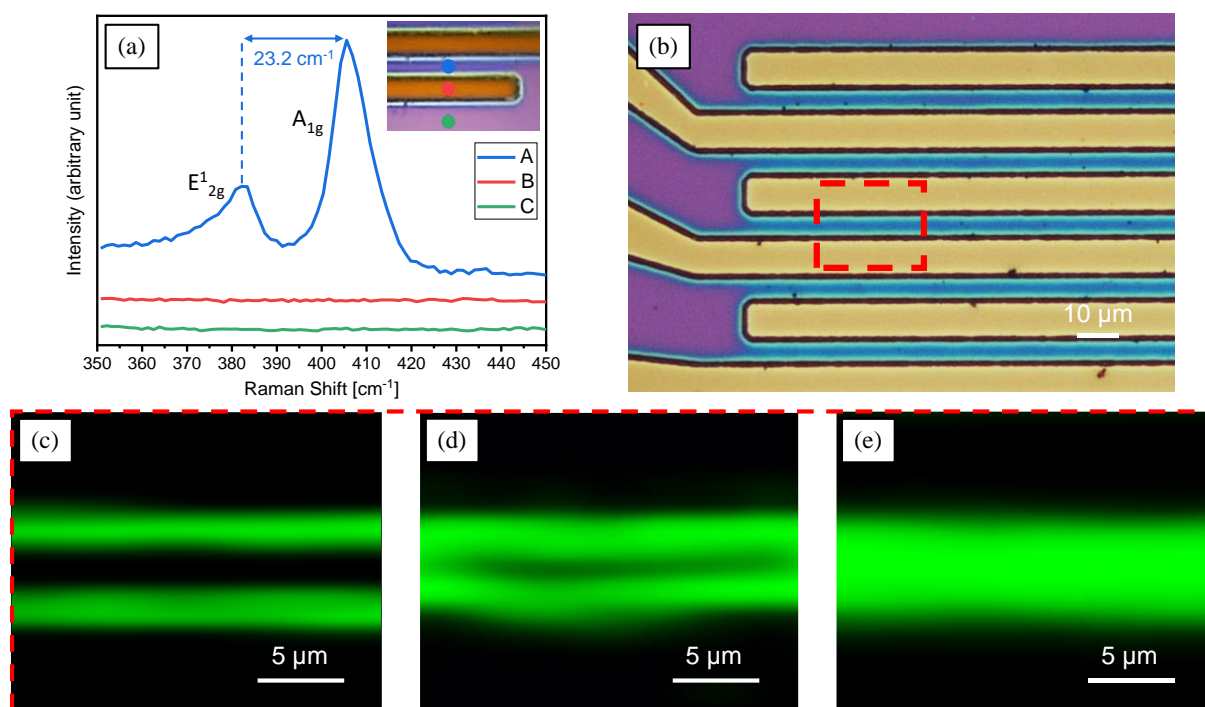 (a)
23.2 cm⁻¹
A₁g
E¹₂g
A
B
C
Intensity (arbitrary unit)
350 360 370 380 390 400 410 420 430 440 450
Raman Shift [cm⁻¹]
(b)
10 µm
(c)
5 µm
(d)
5 µm
(e)
5 µm